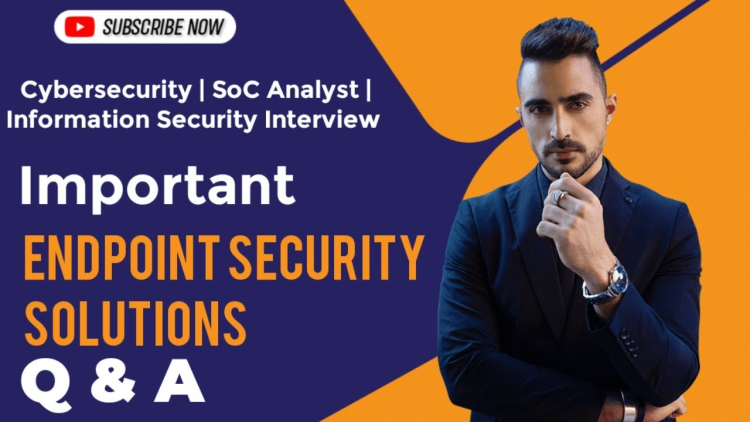 SUBSCRIBE NOW
Cybersecurity | SoC Analyst |
Information Security Interview
Important
ENDPOINT SECURITY
SOLUTIONS
Q & A